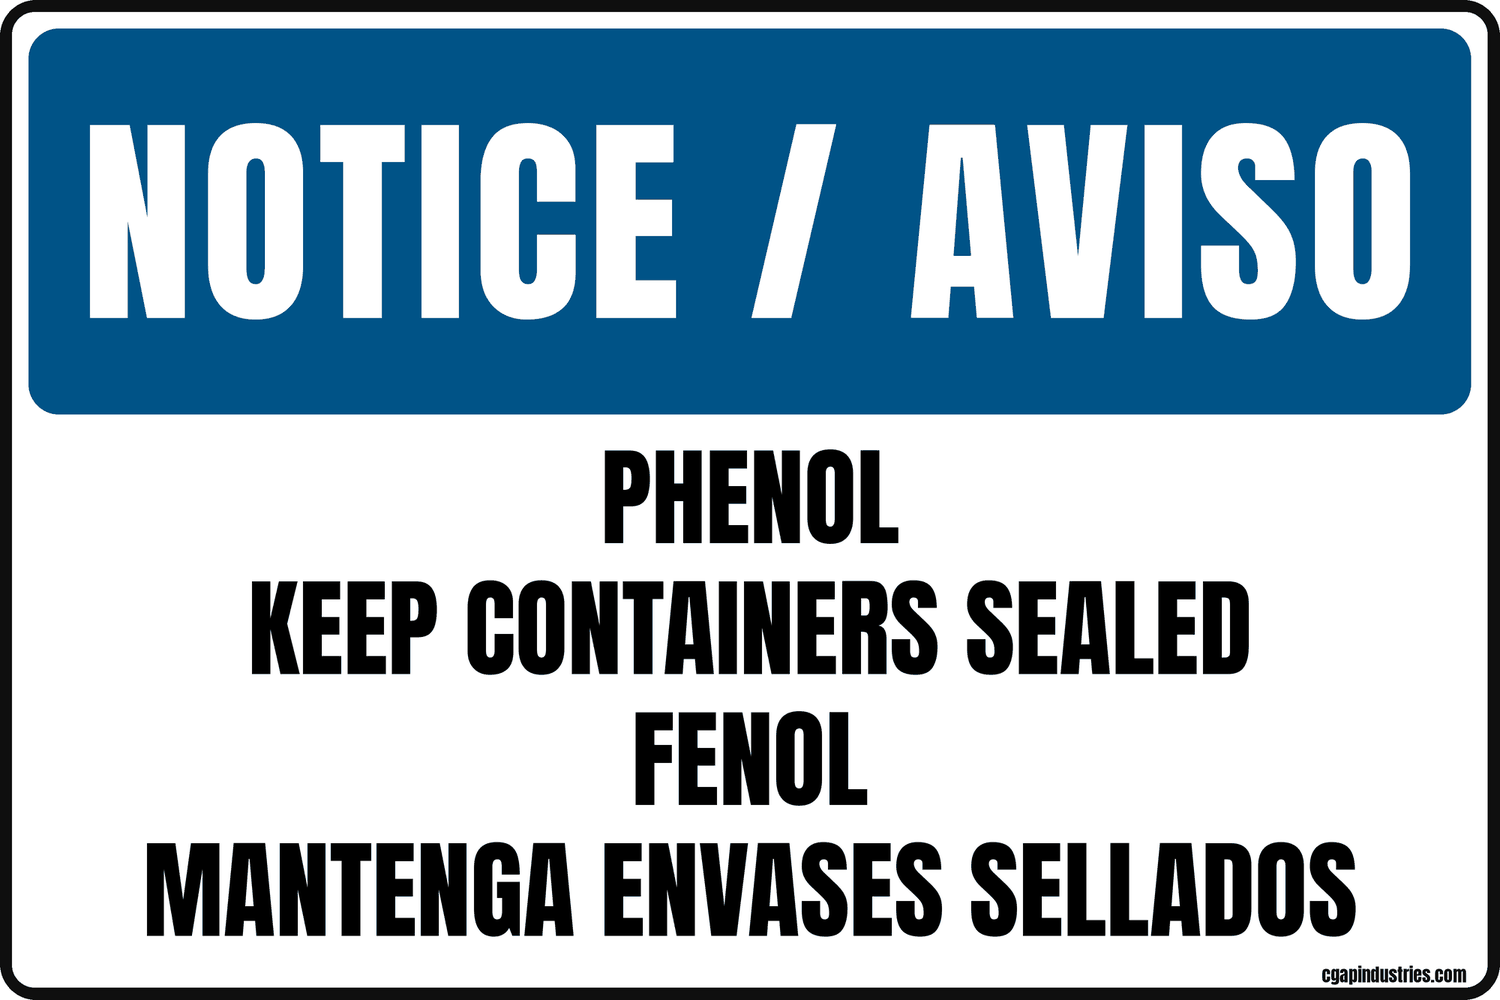 NOTICE / AVISO
PHENOL
KEEP CONTAINERS SEALED
FENOL
MANTENGA ENVASES SELLADOS
cgapindustries.com